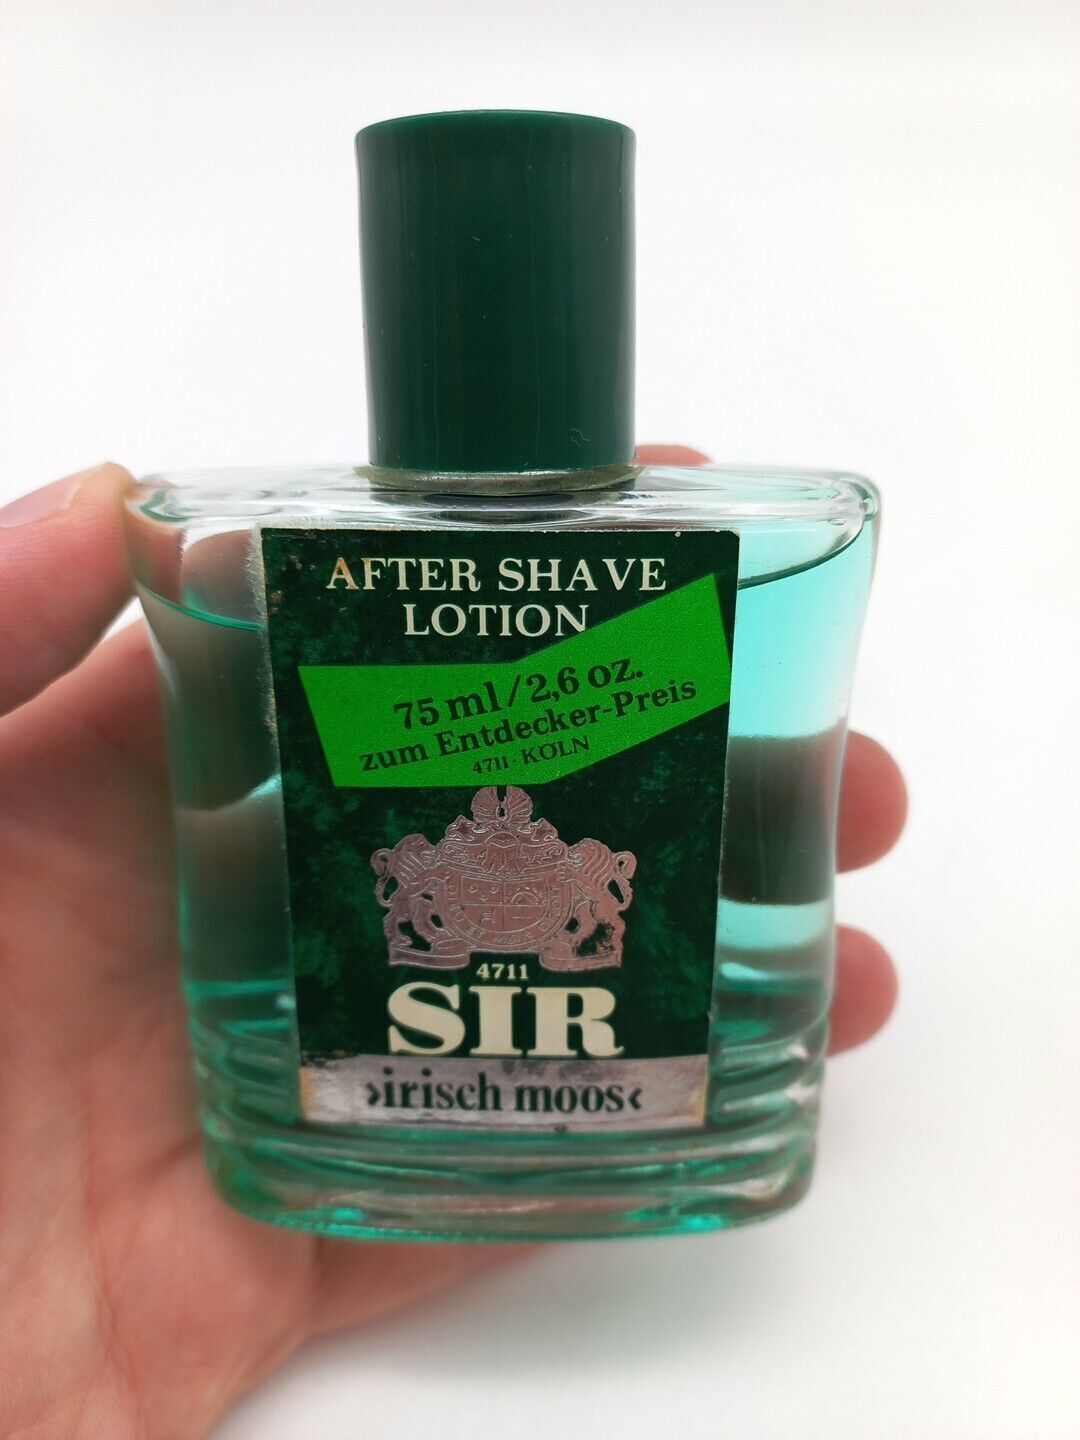 AFTER SHAVE
LOTION
75 ml/2,6 oz.
zum Entdecker-Preis
4711 · KÖLN
4711
SIR
›irisch moos‹